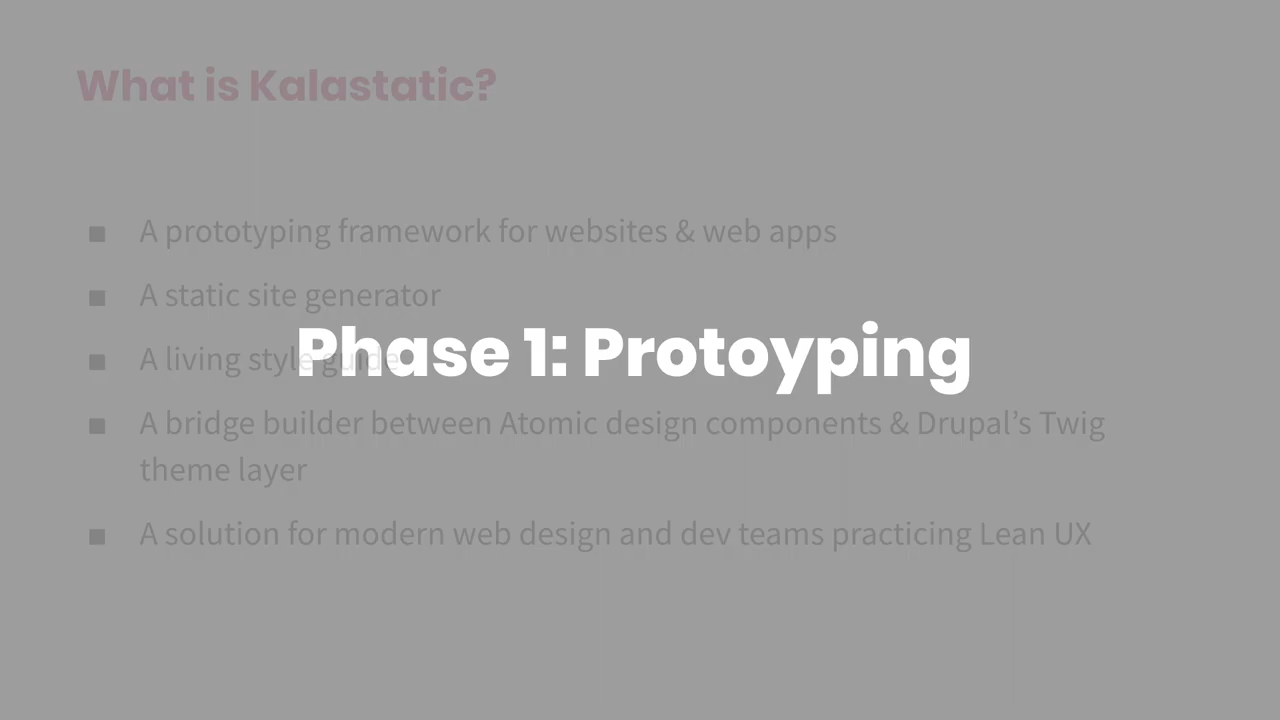 What is Kalastatic?
■ A prototyping framework for websites & web apps
■ A static site generator
■ A living style guide
Phase 1: Protoyping
■ A bridge builder between Atomic design components & Drupal’s Twig
theme layer
■ A solution for modern web design and dev teams practicing Lean UX